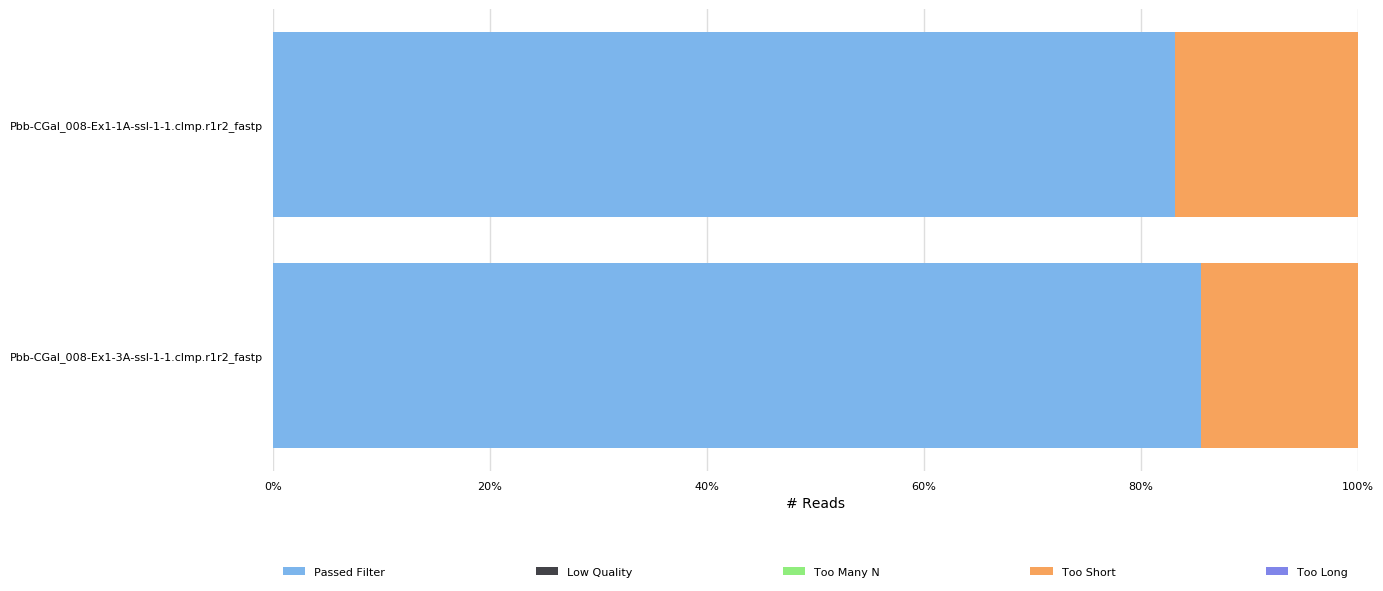 Pbb-CGal_008-Ex1-1A-ssl-1-1.clmp.r1r2_fastp
Pbb-CGal_008-Ex1-3A-ssl-1-1.clmp.r1r2_fastp
0% 20% 40% 60% 80% 100%
# Reads
Passed Filter Low Quality Too Many N Too Short Too Long